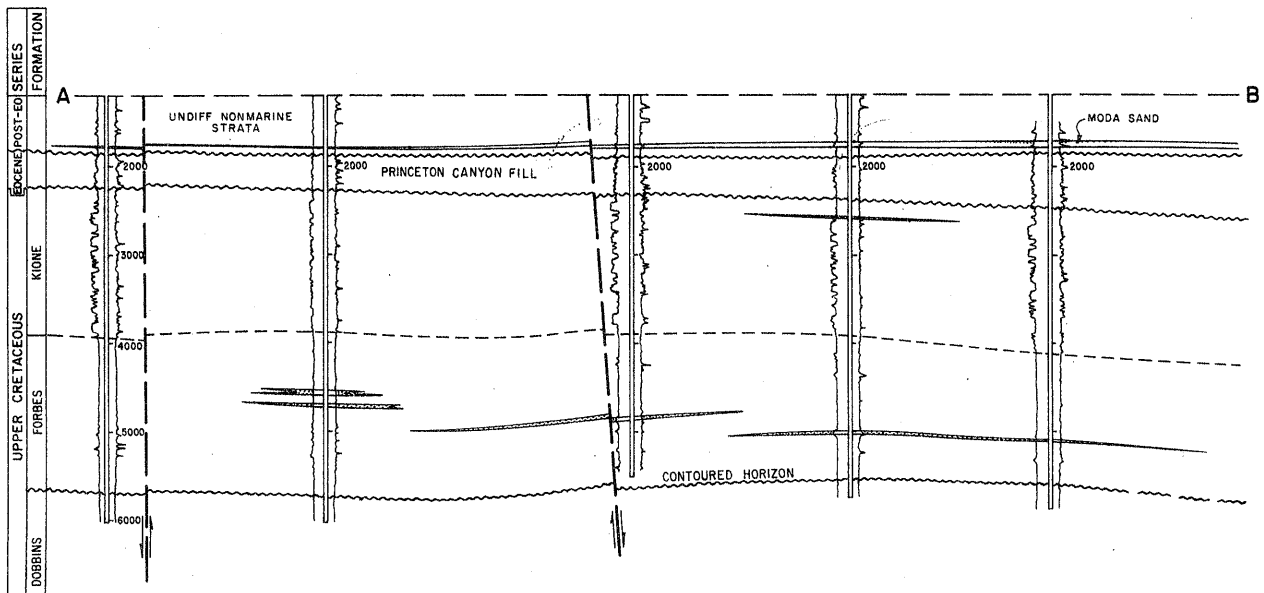 SERIES
FORMATION
POST-EO
EOCENE
UPPER CRETACEOUS
KIONE
FORBES
DOBBINS
A
B
UNDIFF NONMARINE
STRATA
MODA SAND
PRINCETON CANYON FILL
2000
2000
2000
2000
2000
3000
4000
5000
6000
CONTOURED HORIZON